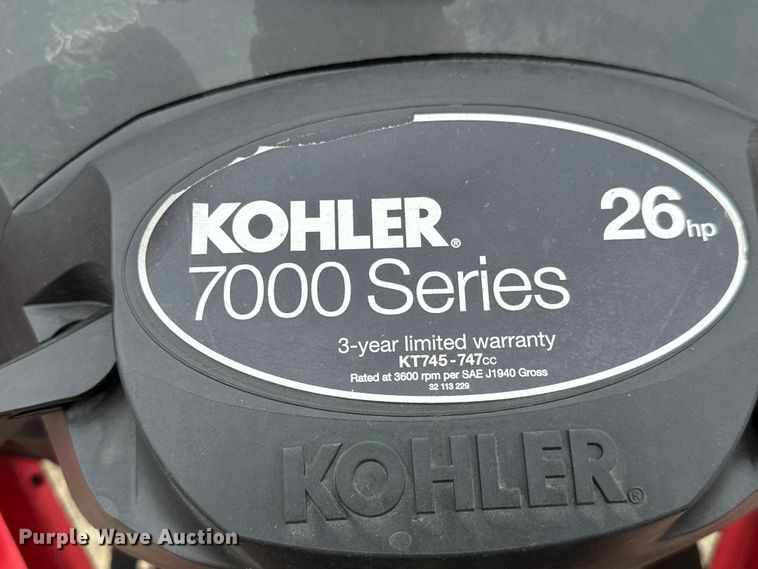 KOHLER®
26hp
7000 Series
3-year limited warranty
KT745-747cc
Rated at 3600 rpm per SAE J1940 Gross
32 113 229
KOHLER®
Purple Wave Auction